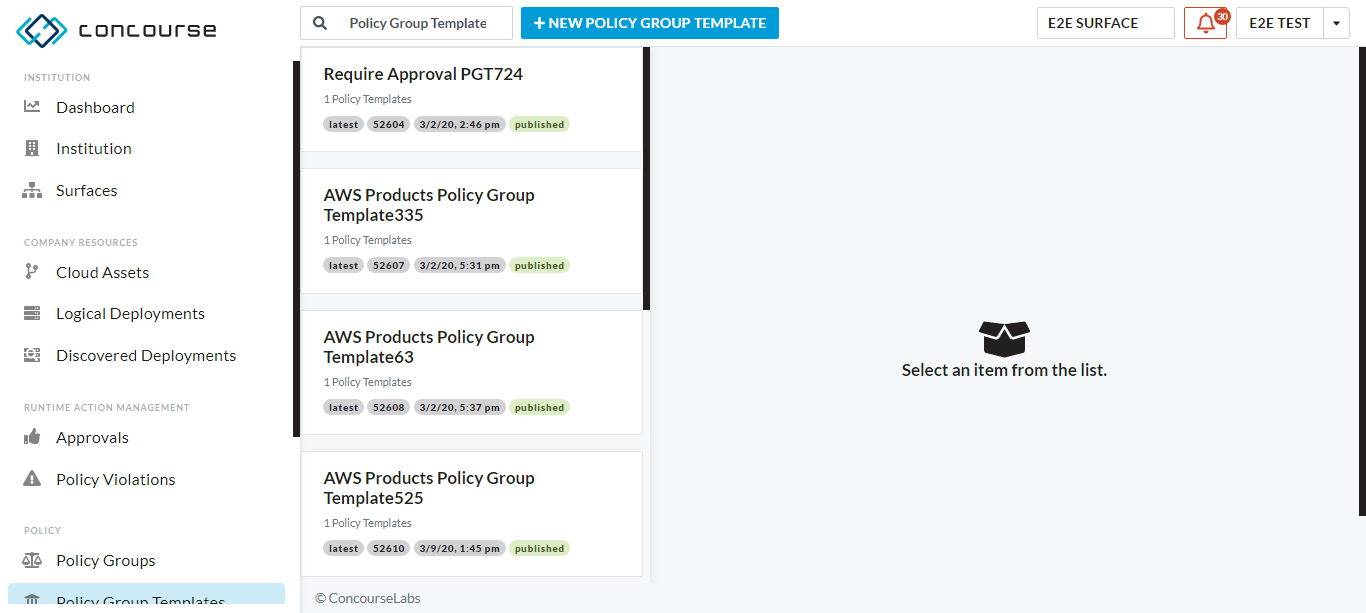 concourse
Policy Group Template
NEW POLICY GROUP TEMPLATE
E2E SURFACE
30
E2E TEST
INSTITUTION
Dashboard
Institution
Surfaces
COMPANY RESOURCES
Cloud Assets
Logical Deployments
Discovered Deployments
RUNTIME ACTION MANAGEMENT
Approvals
Policy Violations
POLICY
Policy Groups
Policy Group Templates
Require Approval PGT724
1 Policy Templates
latest 52604 3/2/20, 2:46 pm published
AWS Products Policy Group
Template335
1 Policy Templates
latest 52607 3/2/20, 5:31 pm published
AWS Products Policy Group
Template63
1 Policy Templates
latest 52608 3/2/20, 5:37 pm published
AWS Products Policy Group
Template525
1 Policy Templates
latest 52610 3/9/20, 1:45 pm published
© ConcourseLabs
Select an item from the list.